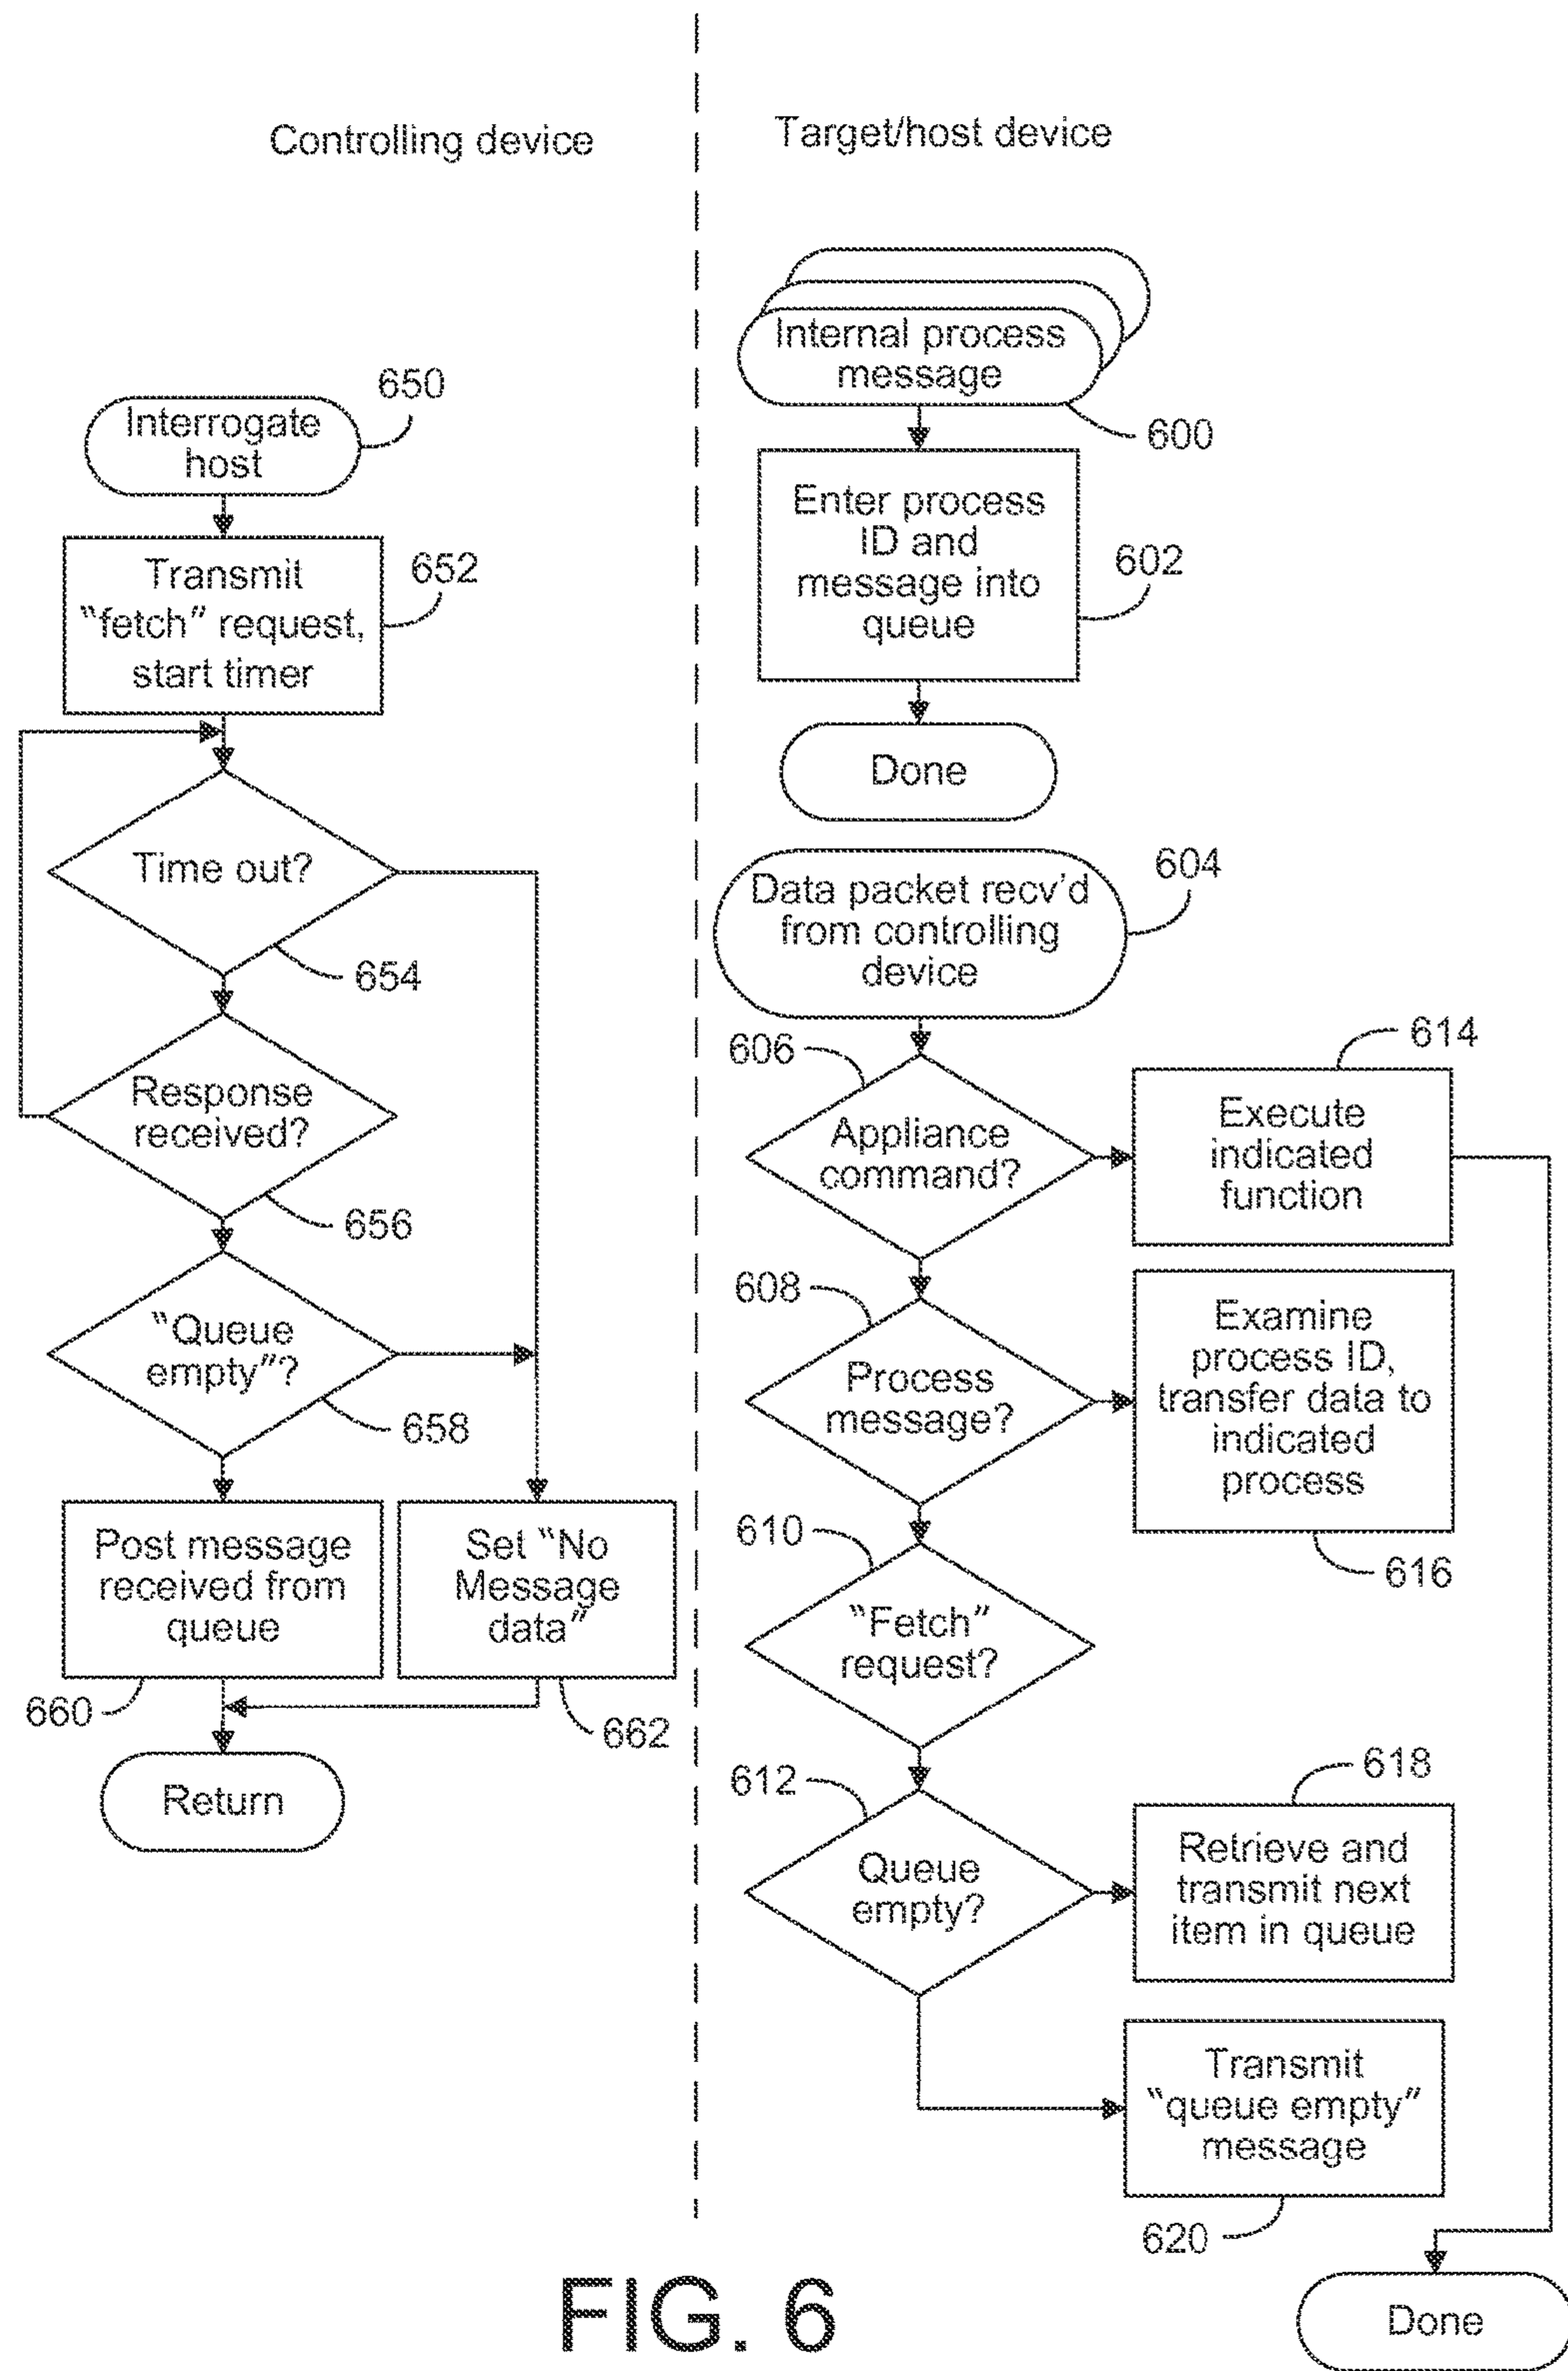 Controlling device
Interrogate
host
650
Transmit
"fetch" request,
start timer
652
Time out?
654
Response
received?
656
"Queue
empty"?
658
Post message
received from
queue
660
Set "No
Message
data"
662
Return
Target/host device
Internal process
message
600
Enter process
ID and
message into
queue
602
Done
Data packet recv'd
from controlling
device
604
606
Appliance
command?
614
Execute
indicated
function
608
Process
message?
Examine
process ID,
transfer data to
indicated
process
616
610
"Fetch"
request?
612
Queue
empty?
618
Retrieve and
transmit next
item in queue
Transmit
"queue empty"
message
620
Done
FIG. 6